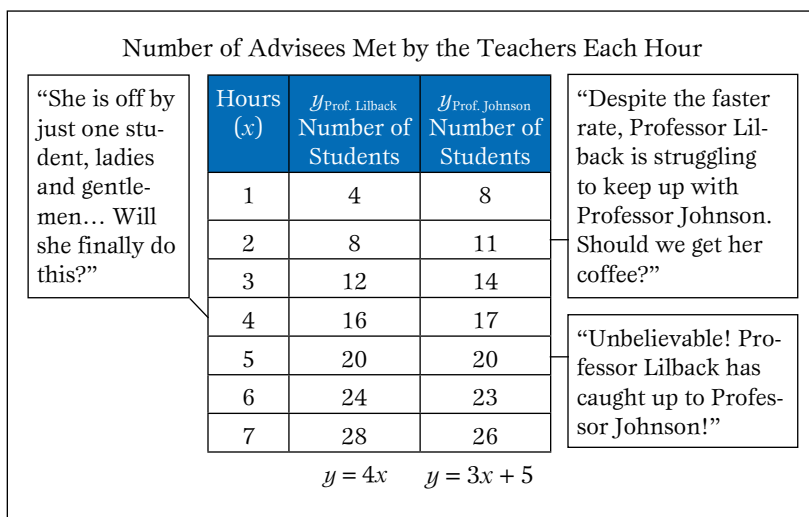 Number of Advisees Met by the Teachers Each Hour
“She is off by
just one stu-
dent, ladies
and gentle-
men… Will
she finally do
this?”
Hours
(x)
yProf. Lilback
Number of
Students
yProf. Johnson
Number of
Students
1 4 8
2 8 11
3 12 14
4 16 17
5 20 20
6 24 23
7 28 26
y = 4x y = 3x + 5
“Despite the faster
rate, Professor Lil-
back is struggling
to keep up with
Professor Johnson.
Should we get her
coffee?”
“Unbelievable! Pro-
fessor Lilback has
caught up to Profes-
sor Johnson!”